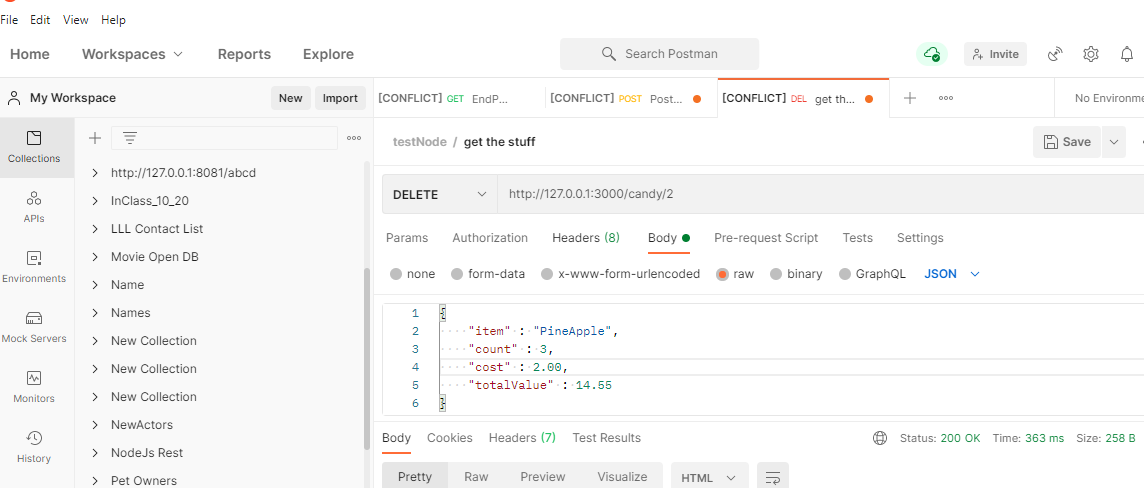 File Edit View Help
Home Workspaces Reports Explore Search Postman Invite
My Workspace New Import [CONFLICT] GET EndP... [CONFLICT] POST Post... [CONFLICT] DEL get th... No Environme
Collections
APIs
Environments
Mock Servers
Monitors
History
http://127.0.0.1:8081/abcd
InClass_10_20
LLL Contact List
Movie Open DB
Name
Names
New Collection
New Collection
New Collection
NewActors
NodeJs Rest
Pet Owners
testNode / get the stuff Save
DELETE http://127.0.0.1:3000/candy/2
Params Authorization Headers (8) Body Pre-request Script Tests Settings
none form-data x-www-form-urlencoded raw binary GraphQL JSON
1 {
2 "item" : "PineApple",
3 "count" : 3,
4 "cost" : 2.00,
5 "totalValue" : 14.55
6 }
Body Cookies Headers (7) Test Results Status: 200 OK Time: 363 ms Size: 258 B
Pretty Raw Preview Visualize HTML